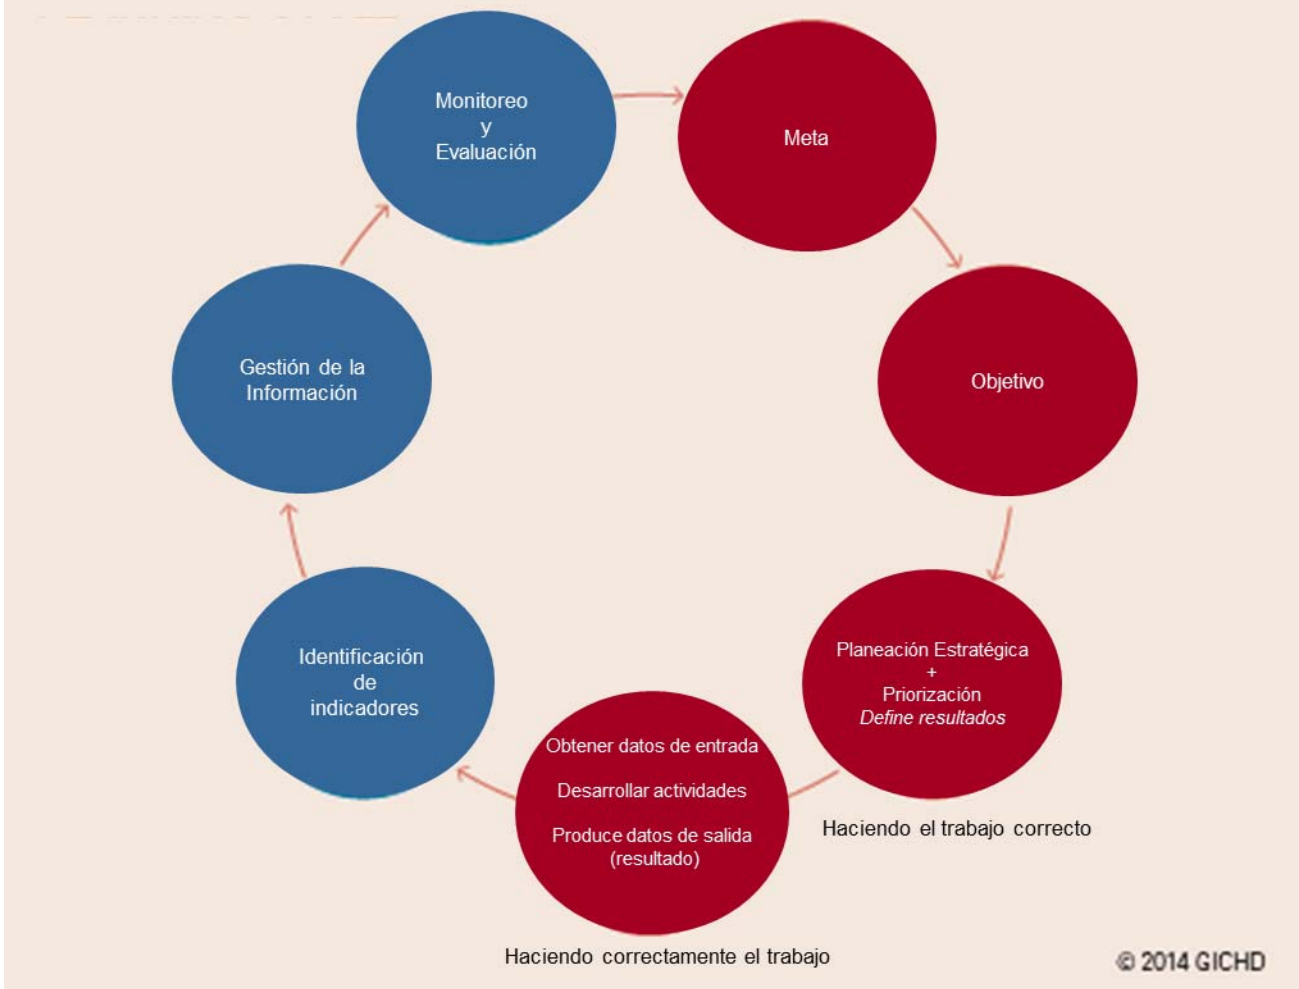 Monitoreo
y
Evaluación
Meta
Objetivo
Gestión de la
Información
Identificación
de
indicadores
Planeación Estratégica
+
Priorización
Define resultados
Obtener datos de entrada
Desarrollar actividades
Produce datos de salida
(resultado)
Haciendo el trabajo correcto
Haciendo correctamente el trabajo
© 2014 GICHD